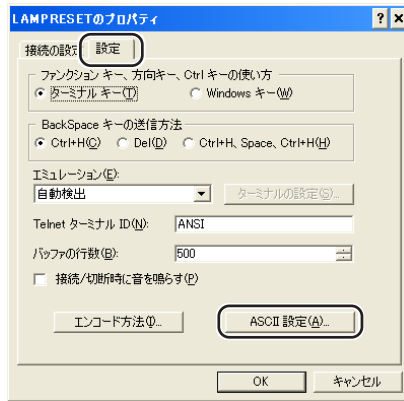 LAMPRESETのプロパティ
接続の設定 設定
ファンクション キー、方向キー、Ctrl キーの使い方
ターミナル キー(T) Windows キー(W)
BackSpace キーの送信方法
Ctrl+H(C) Del(D) Ctrl+H、Space、Ctrl+H(H)
エミュレーション(E):
自動検出 ターミナルの設定(S)...
Telnet ターミナル ID(N): ANSI
バッファの行数(B): 500
接続/切断時に音を鳴らす(P)
エンコード方法(I)... ASCII 設定(A)...
OK キャンセル